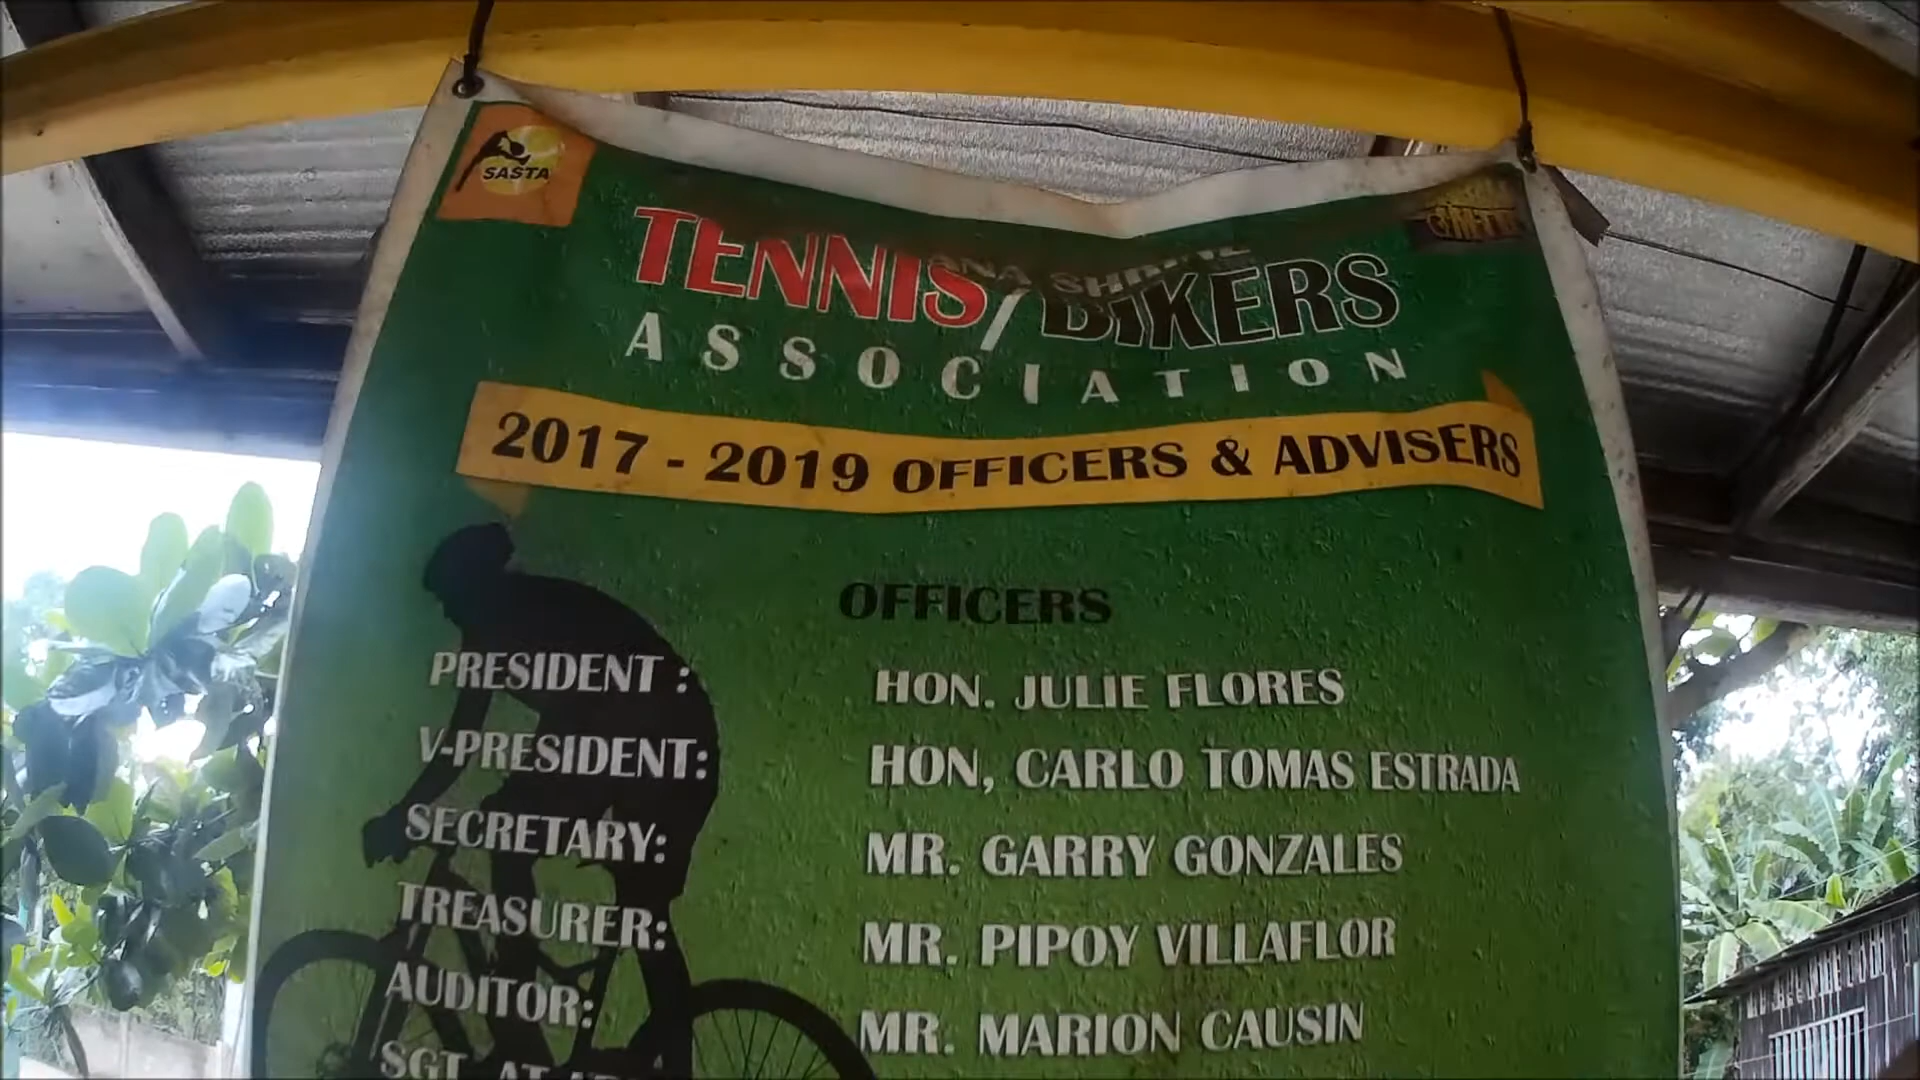 SASTA
TENNIS/BIKERS
ASSOCIATION
2017 - 2019 OFFICERS & ADVISERS
OFFICERS
PRESIDENT : HON. JULIE FLORES
V-PRESIDENT: HON, CARLO TOMAS ESTRADA
SECRETARY: MR. GARRY GONZALES
TREASURER: MR. PIPOY VILLAFLOR
AUDITOR: MR. MARION CAUSIN
SGT. AT